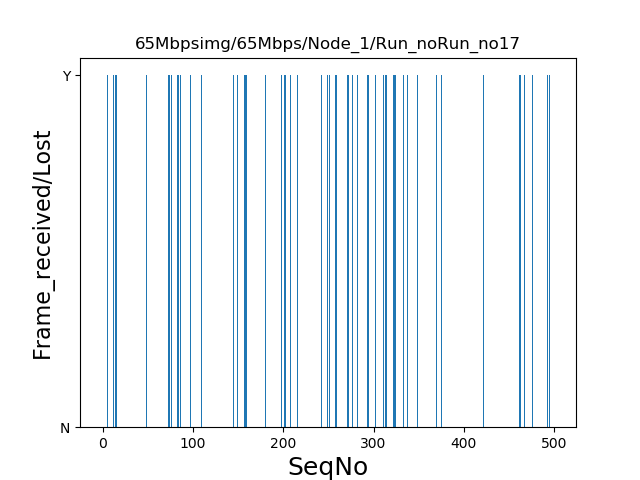 65Mbpsimg/65Mbps/Node_1/Run_noRun_no17
Y
Frame_received/Lost
N
0 100 200 300 400 500
SeqNo